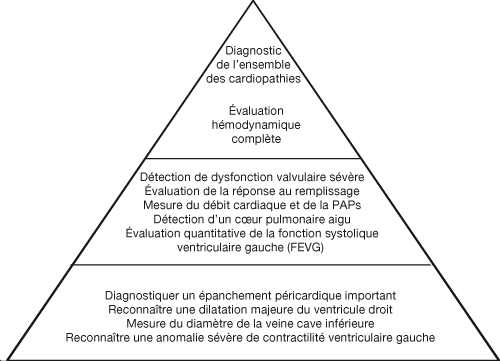 Diagnostic
de l’ensemble
des cardiopathies
Évaluation
hémodynamique
complète
Détection de dysfonction valvulaire sévère
Évaluation de la réponse au remplissage
Mesure du débit cardiaque et de la PAPs
Détection d’un cœur pulmonaire aigu
Évaluation quantitative de la fonction systolique
ventriculaire gauche (FEVG)
Diagnostiquer un épanchement péricardique important
Reconnaître une dilatation majeure du ventricule droit
Mesure du diamètre de la veine cave inférieure
Reconnaître une anomalie sévère de contractilité ventriculaire gauche